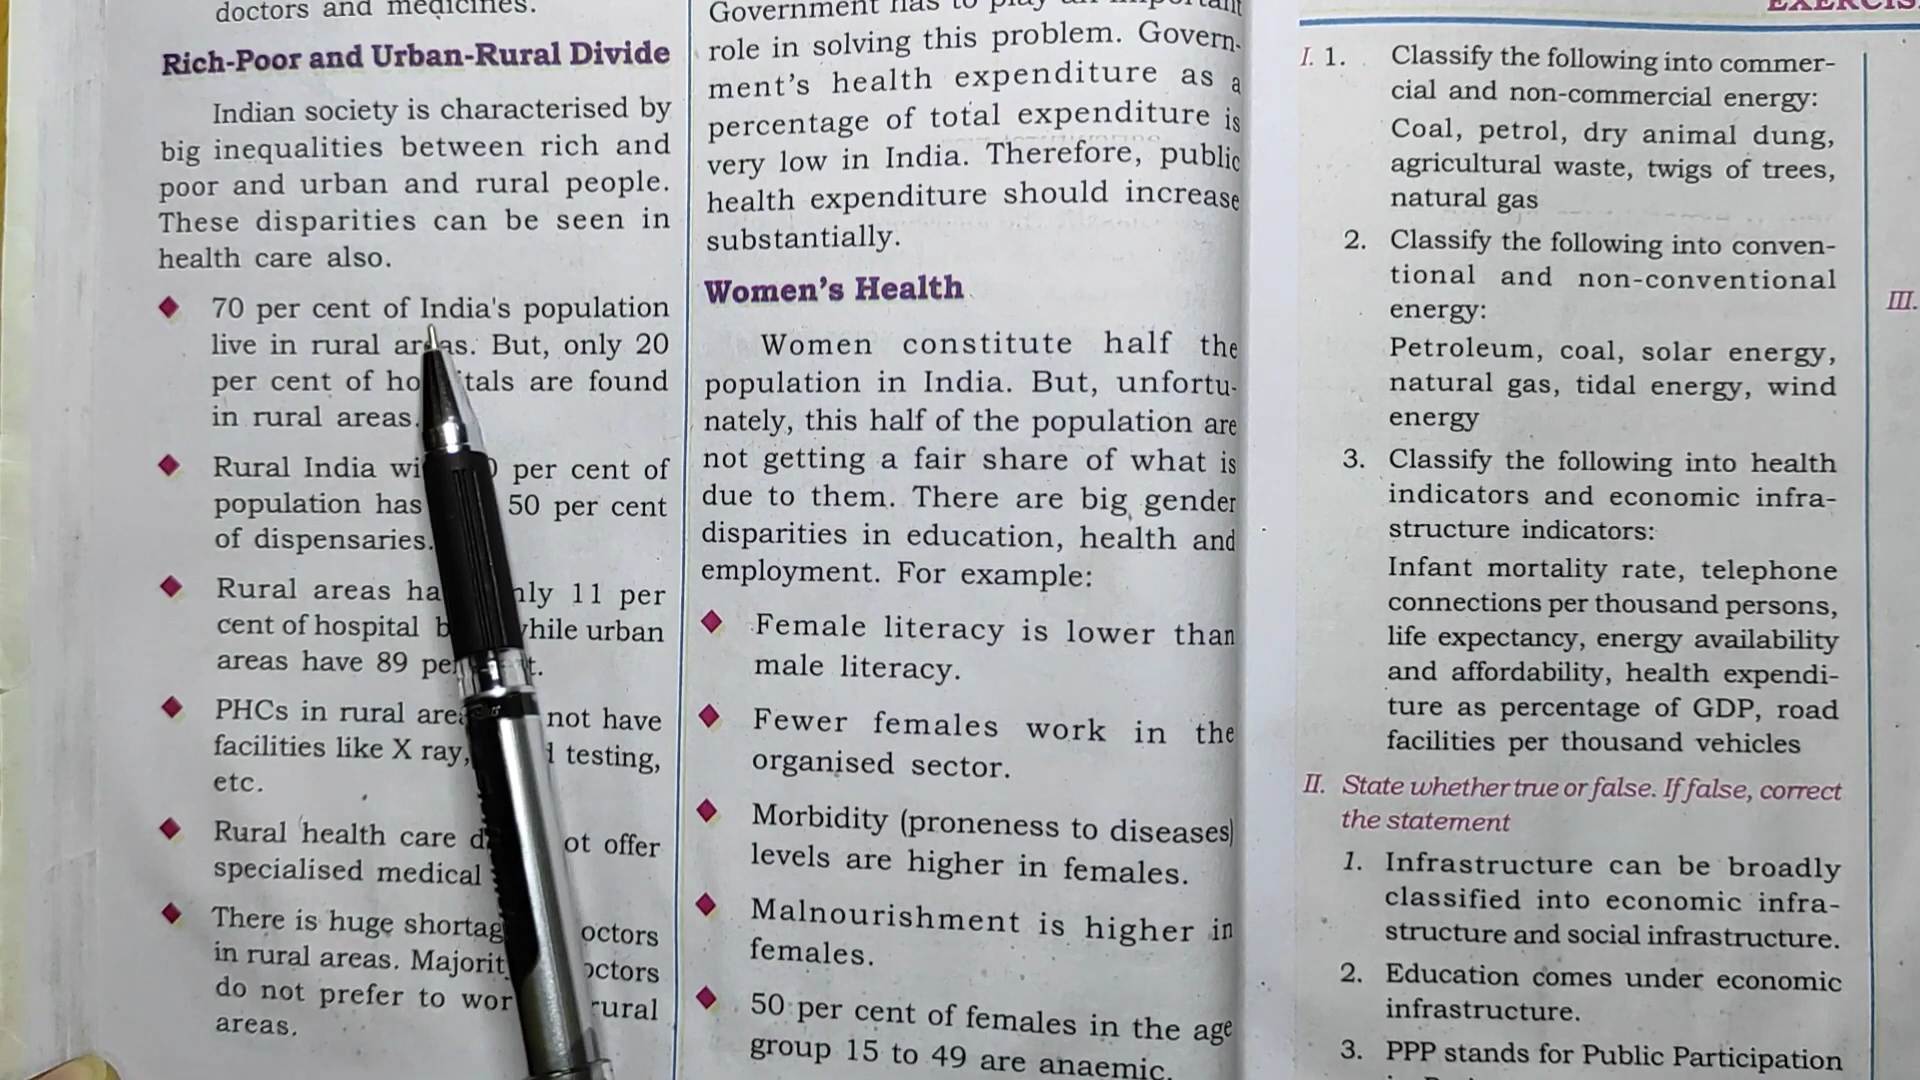 doctors and medicines.
Rich-Poor and Urban-Rural Divide
Indian society is characterised by
big inequalities between rich and
poor and urban and rural people.
These disparities can be seen in
health care also.
70 per cent of India's population
live in rural areas. But, only 20
per cent of ho tals are found
in rural areas.
Rural India per cent of
population has 50 per cent
of dispensaries.
Rural areas 11 per
cent of hospital while urban
areas have 89
PHCs in rural not have
facilities like X ray, testing,
etc.
Rural health care offer
specialised medical
There is huge
in rural areas.
do not prefer to rural
areas.
Government has to play an important
role in solving this problem. Govern-
ment's health expenditure as a
percentage of total expenditure is
very low in India. Therefore, public
health expenditure should increase
substantially.
Women's Health
Women constitute half the
population in India. But, unfortu-
nately, this half of the population are
not getting a fair share of what is
due to them. There are big gender
disparities in education, health and
employment. For example:
Female literacy is lower than
male literacy.
Fewer females work in the
organised sector.
Morbidity (proneness to diseases)
levels are higher in females.
Malnourishment is higher in
females.
50 per cent of females in the age
group 15 to 49 are anaemic.
I. 1. Classify the following into commer-
cial and non-commercial energy:
Coal, petrol, dry animal dung,
agricultural waste, twigs of trees,
natural gas
2. Classify the following into conven-
tional and non-conventional
energy:
Petroleum, coal, solar energy,
natural gas, tidal energy, wind
energy
3. Classify the following into health
indicators and economic infra-
structure indicators:
Infant mortality rate, telephone
connections per thousand persons,
life expectancy, energy availability
and affordability, health expendi-
ture as percentage of GDP, road
facilities per thousand vehicles
II. State whether true or false. If false, correct
the statement
1. Infrastructure can be broadly
classified into economic infra-
structure and social infrastructure.
2. Education comes under economic
infrastructure.
3. PPP stands for Public Participation
III.